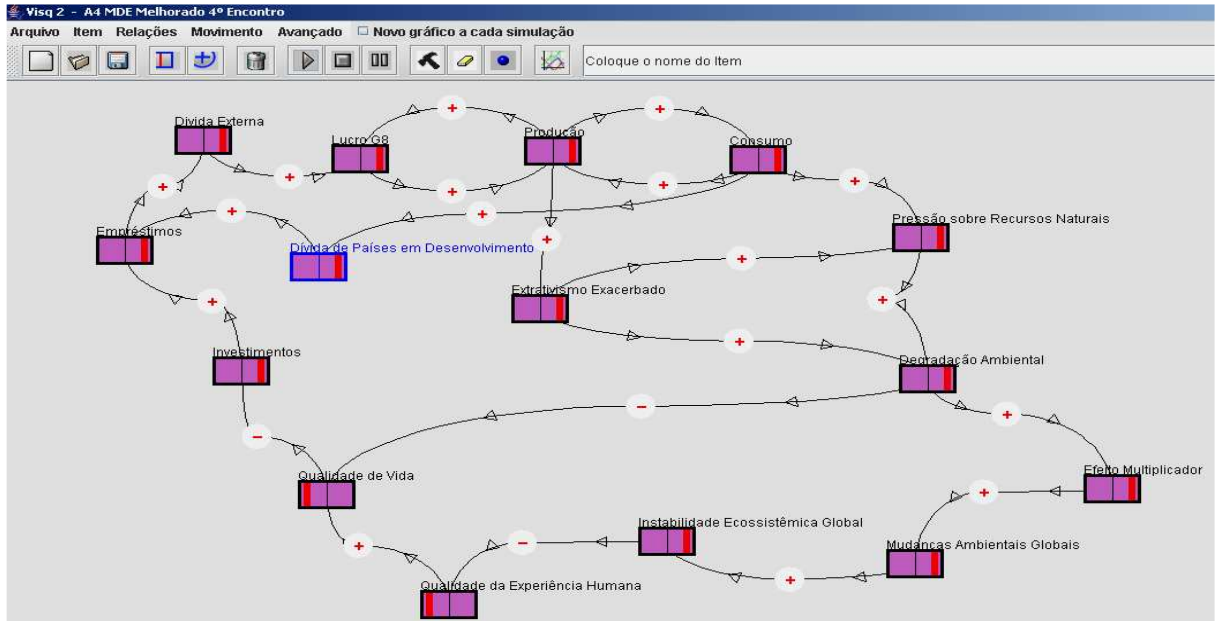 Visq 2 - A4 MDE Melhorado 4º Encontro
Arquivo Item Relações Movimento Avançado Novo gráfico a cada simulação
Coloque o nome do Item
Divida Externa
Lucro G8
Produção
Consumo
Pressão sobre Recursos Naturais
Empréstimos
Dívida de Países em Desenvolvimento
Extrativismo Exacerbado
Investimentos
Degradação Ambiental
Qualidade de Vida
Efeito Multiplicador
Instabilidade Ecossistêmica Global
Mudanças Ambientais Globais
Qualidade da Experiência Humana